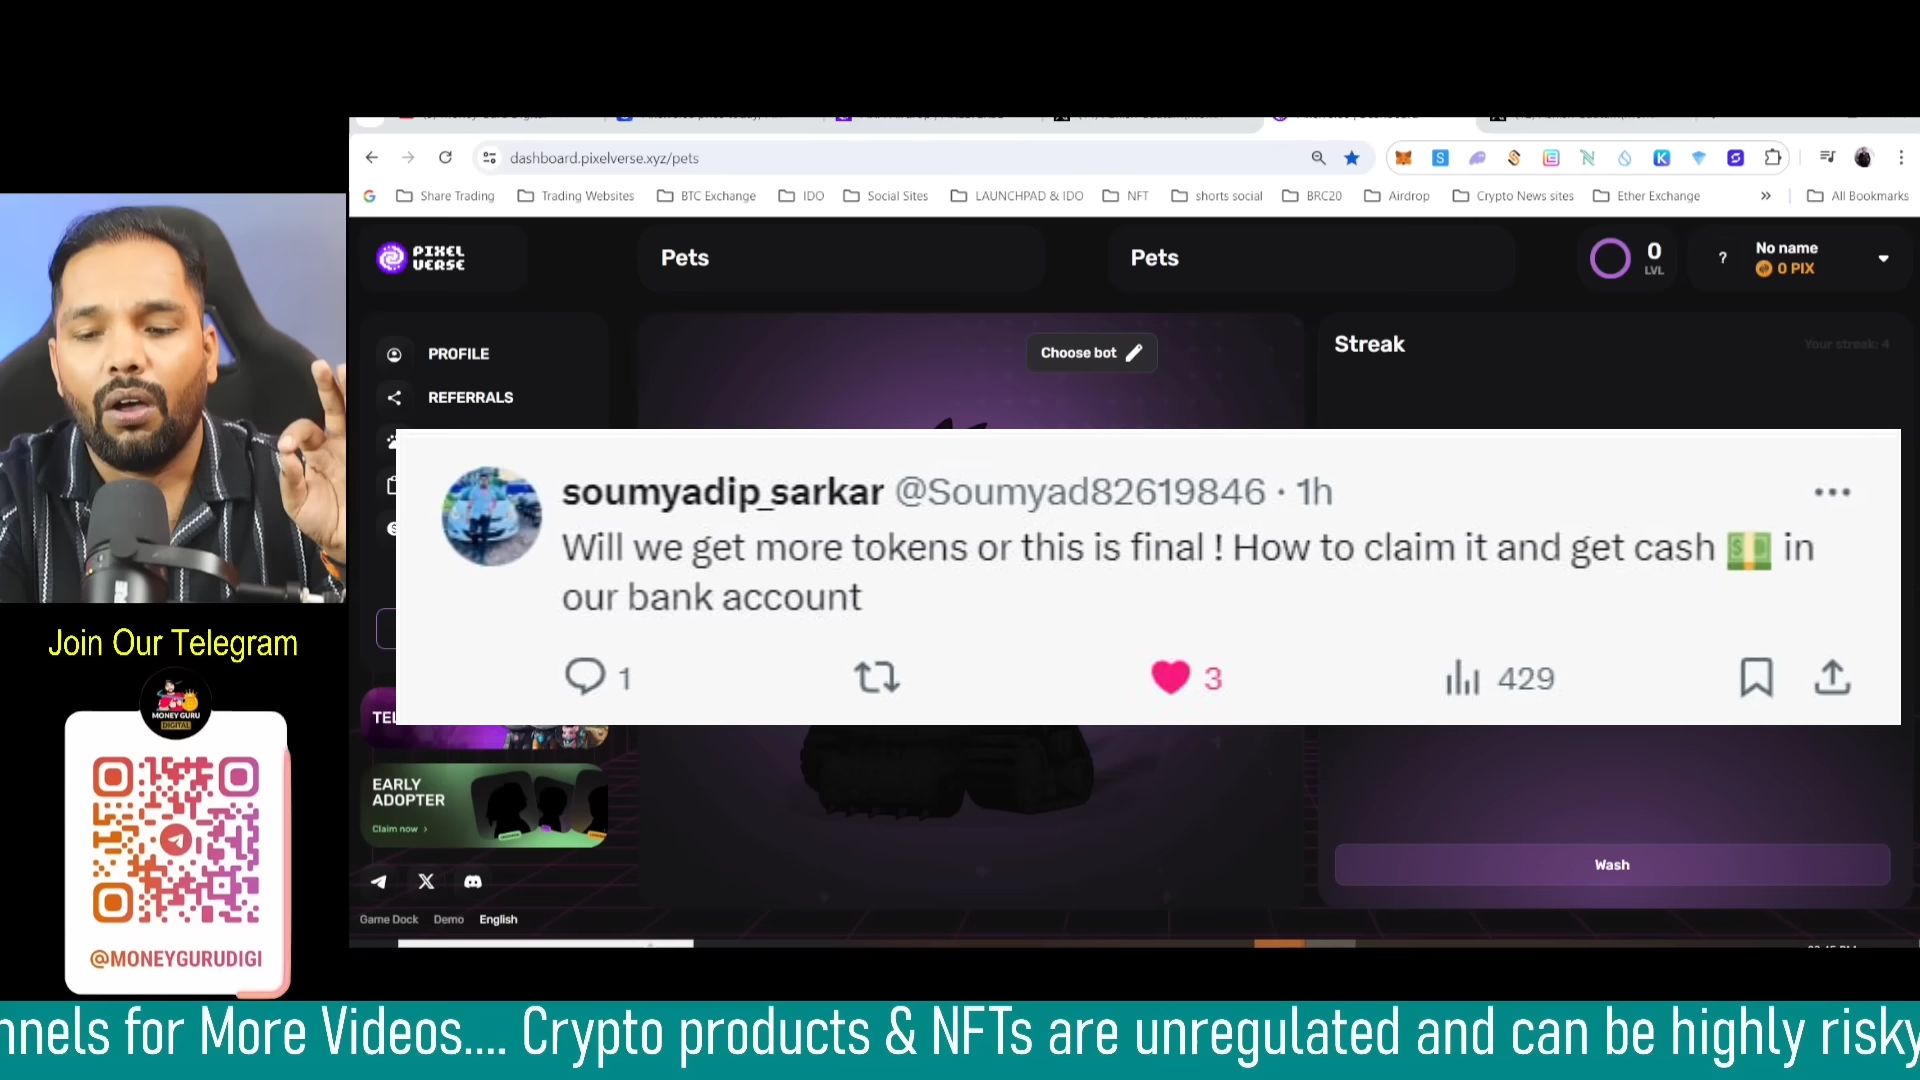 dashboard.pixelverse.xyz/pets
Share Trading
Trading Websites
BTC Exchange
IDO
Social Sites
LAUNCHPAD & IDO
NFT
shorts social
BRC20
Airdrop
Crypto News sites
Ether Exchange
All Bookmarks
PIXEL
VERSE
Pets
Pets
0
LVL
?
No name
0 PIX
PROFILE
REFERRALS
Choose bot
Streak
Your streak: 4
soumyadip_sarkar @Soumyad82619846 · 1h
Will we get more tokens or this is final ! How to claim it and get cash 💵 in
our bank account
1
3
429
Join Our Telegram
MONEY GURU
DIGITAL
@MONEYGURUDIGI
TEL
EARLY
ADOPTER
Claim now ›
Wash
Game Dock
Demo
English
nnels for More Videos.... Crypto products & NFTs are unregulated and can be highly risky